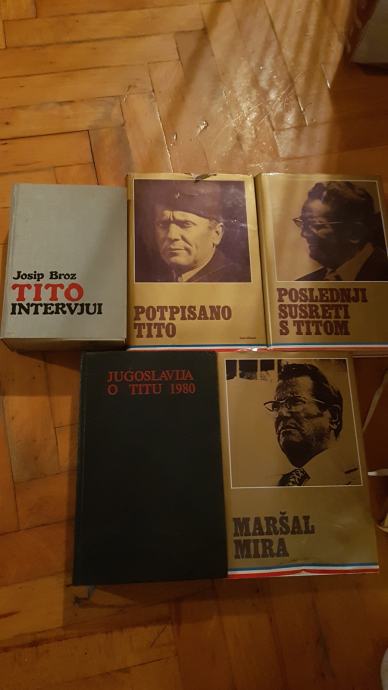 Josip Broz
TITO
INTERVJUI
POTPISANO
TITO
POSLEDNJI
SUSRETI
S TITOM
JUGOSLAVIJA
O TITU 1980
MARŠAL
MIRA